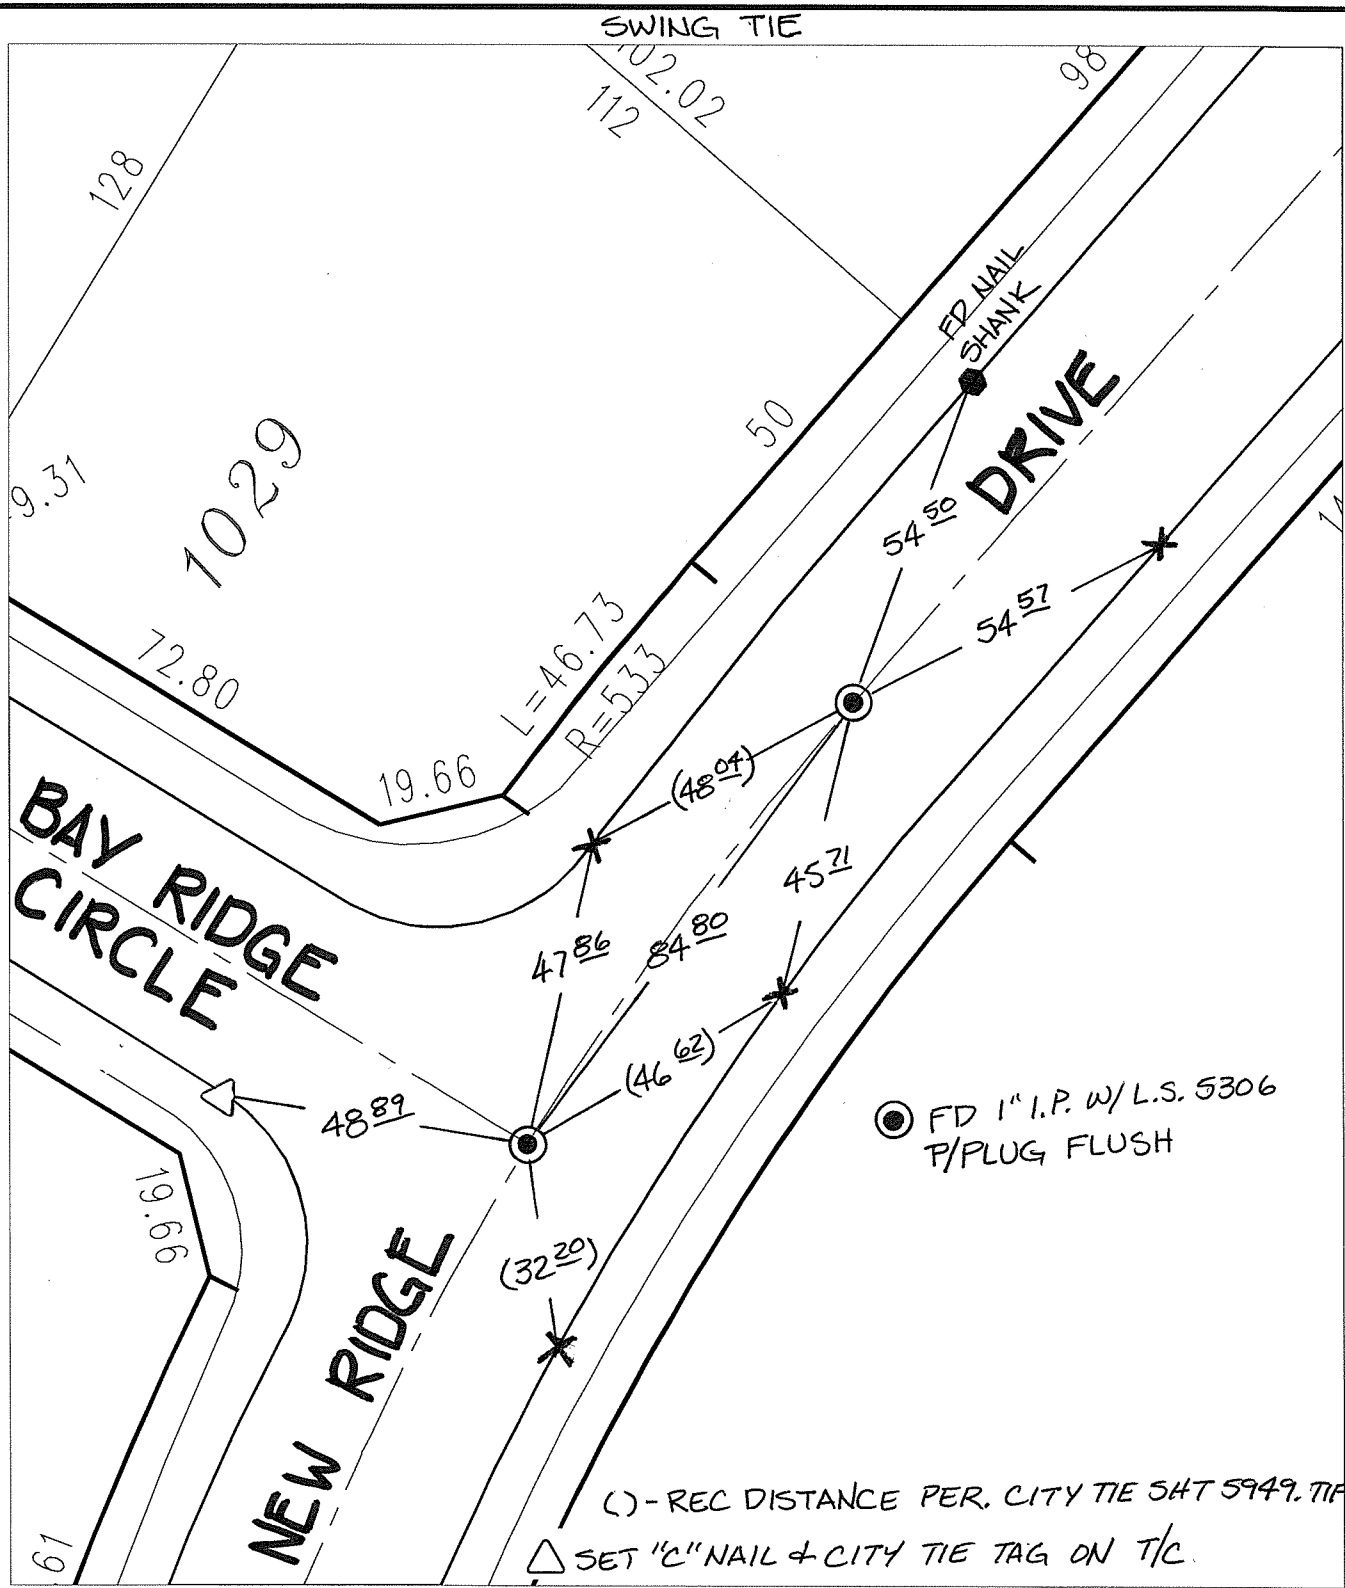 SWING TIE
102.02
112
98
128
FD NAIL
SHANK
50
DRIVE
9.31
1029
54 50
54 57
L=46.73
R=533
72.80
19.66
(48 04)
BAY RIDGE
CIRCLE
45 71
47 86
84 80
(46 62)
48 89
FD 1" I.P. W/ L.S. 5306
P/PLUG FLUSH
19.66
(32 20)
NEW RIDGE
() - REC DISTANCE PER. CITY TIE SHT 5949.TIF
SET "C" NAIL & CITY TIE TAG ON T/C
61